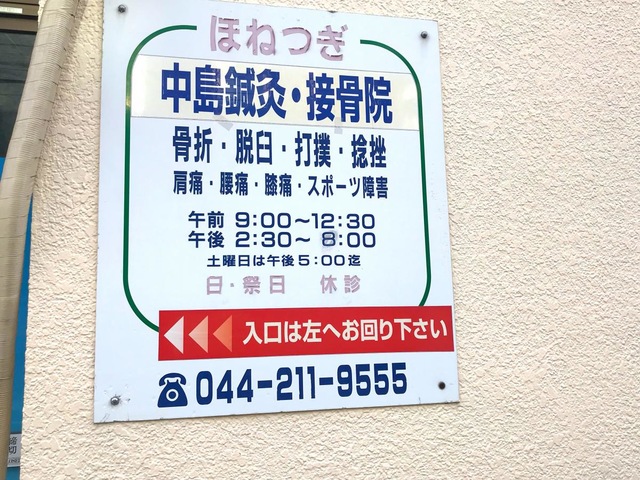 ほねつぎ
中島鍼灸・接骨院
骨折・脱臼・打撲・捻挫
肩痛・腰痛・膝痛・スポーツ障害
午前 9:00～12:30
午後 2:30～ 8:00
土曜日は午後5:00迄
日・祭日 休診
入口は左へお回り下さい
044-211-9555